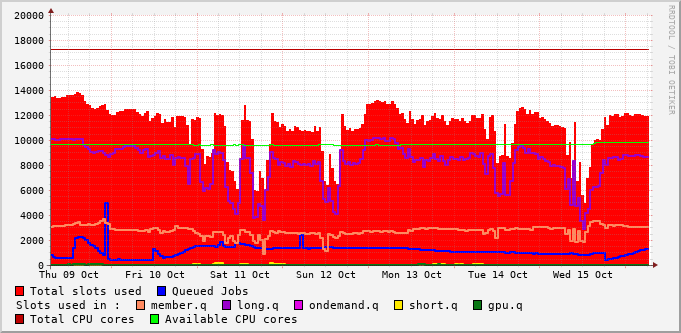 20000
18000
16000
14000
12000
10000
8000
6000
4000
2000
0
Thu 09 Oct Fri 10 Oct Sat 11 Oct Sun 12 Oct Mon 13 Oct Tue 14 Oct Wed 15 Oct
RRDTOOL / TOBI OETIKER
Total slots used Queued Jobs
Slots used in : member.q long.q ondemand.q short.q gpu.q
Total CPU cores Available CPU cores